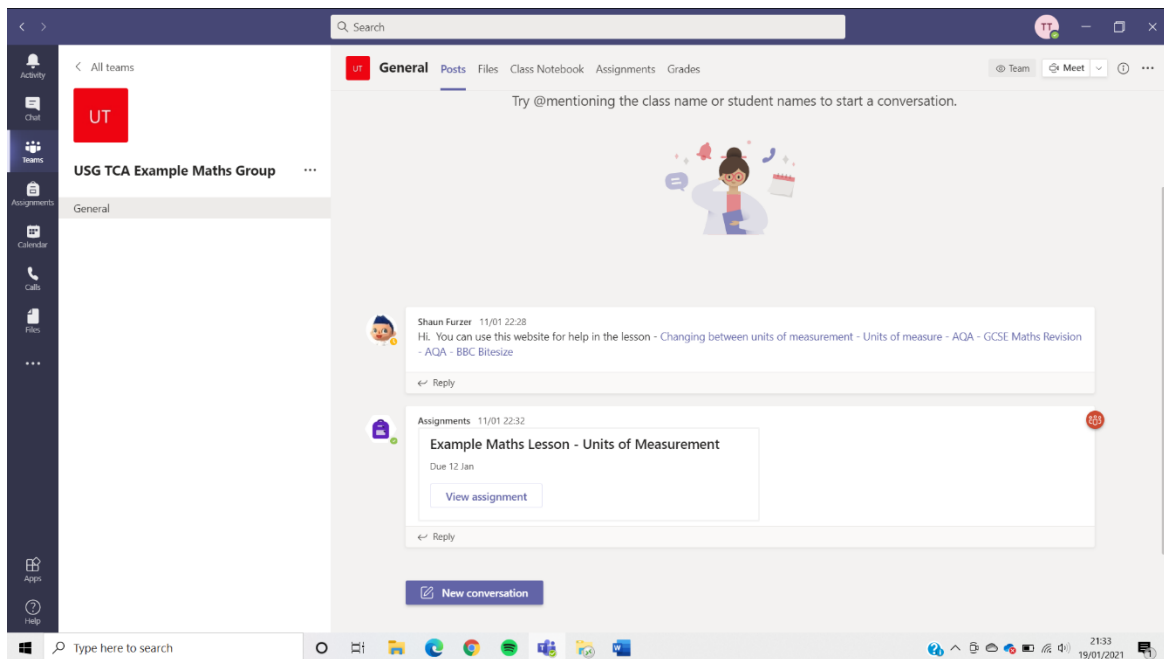 Search
TT
Activity
Chat
Teams
Assignments
Calendar
Calls
Files
Apps
Help
All teams
UT
USG TCA Example Maths Group
General
UT General Posts Files Class Notebook Assignments Grades
Team Meet
Try @mentioning the class name or student names to start a conversation.
Shaun Furzer 11/01 22:28
Hi. You can use this website for help in the lesson - Changing between units of measurement - Units of measure - AQA - GCSE Maths Revision
- AQA - BBC Bitesize
Reply
Assignments 11/01 22:32
Example Maths Lesson - Units of Measurement
Due 12 Jan
View assignment
Reply
New conversation
Type here to search
21:33
19/01/2021